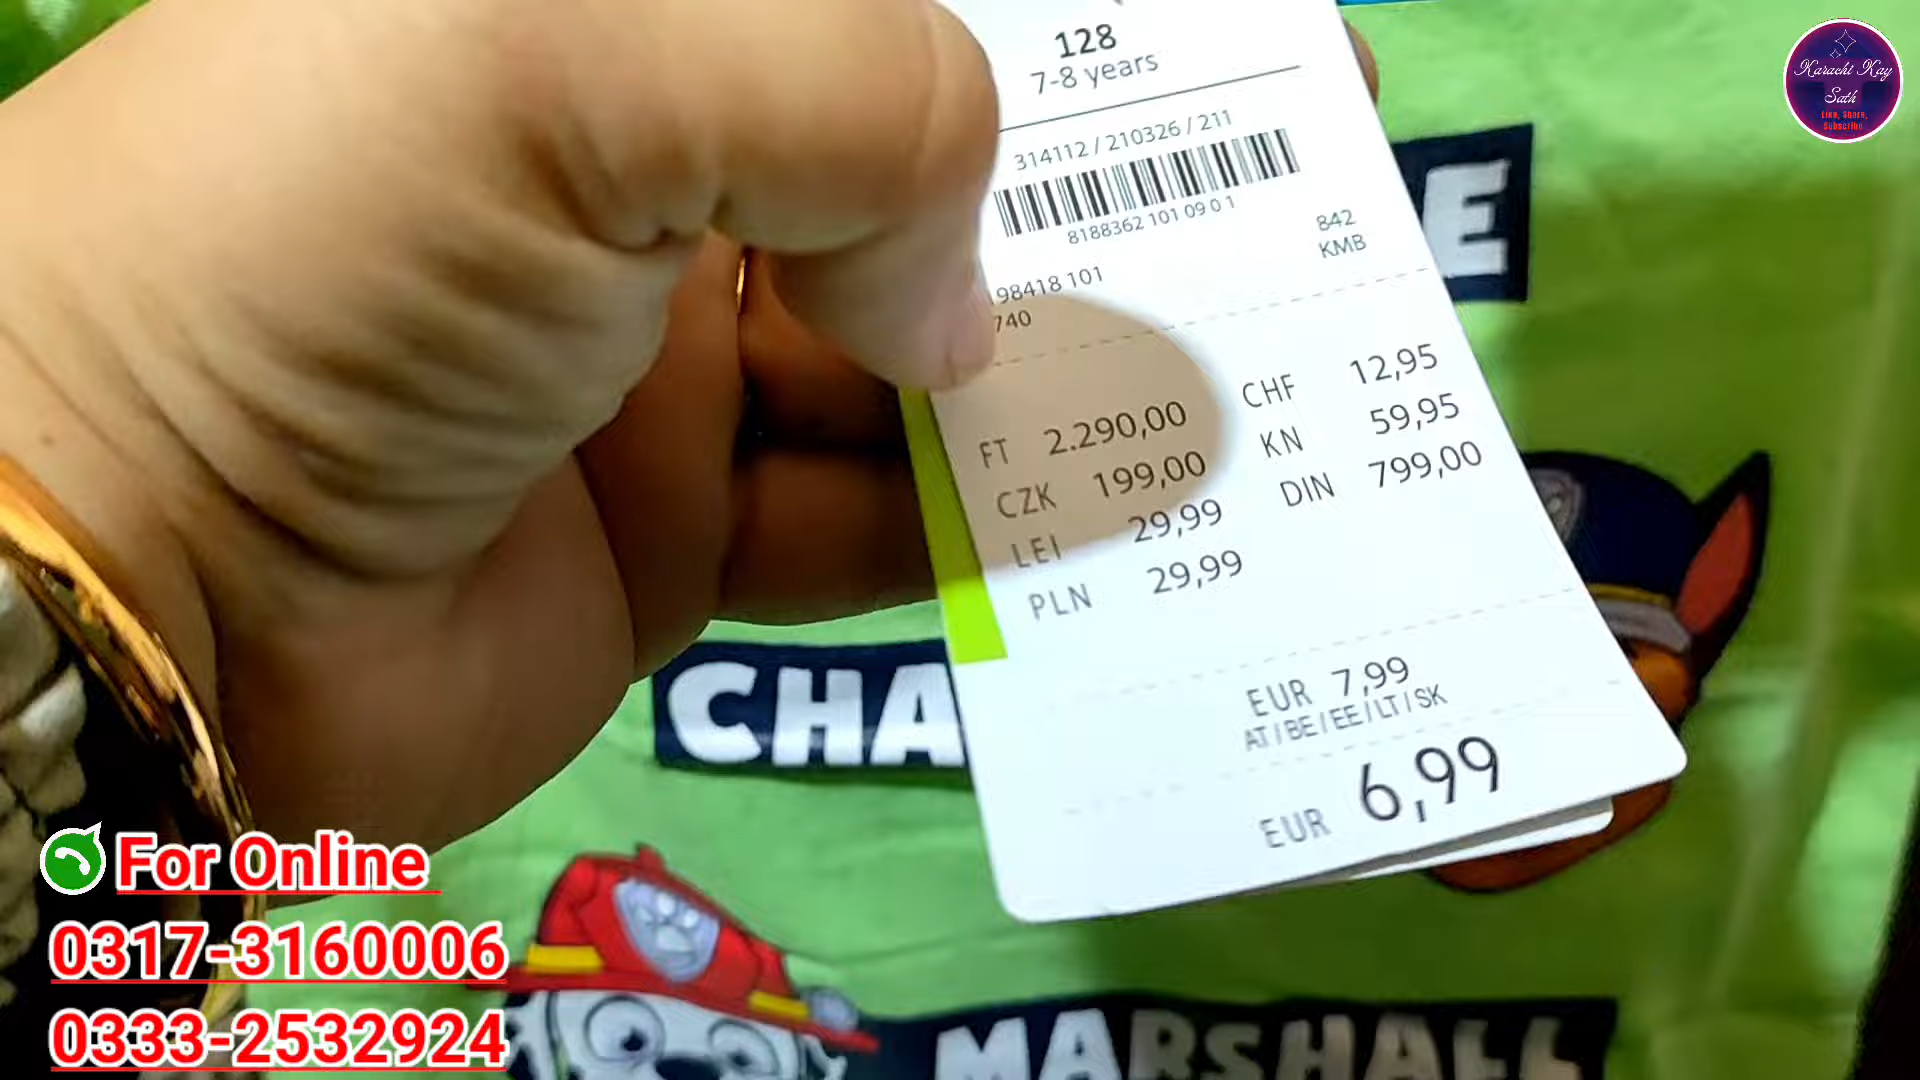 128
7-8 years
314112 / 210326 / 211
8188362 101 09 0 1
842
KMB
98418 101
740
FT 2.290,00
CZK 199,00
LEI 29,99
PLN 29,99
CHF 12,95
KN 59,95
DIN 799,00
EUR 7,99
AT / BE / EE / LT / SK
EUR 6,99
E
CHA
MARSHALL
Karachi Kay
Sath
Like, Share,
Subscribe
For Online
0317-3160006
0333-2532924